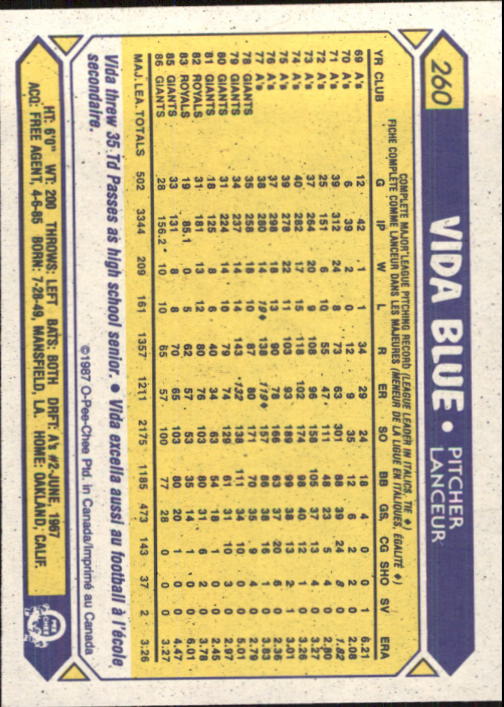 260
VIDA BLUE • PITCHER
LANCEUR
COMPLETE MAJOR LEAGUE PITCHING RECORD (LEAGUE LEADER IN ITALICS, TIE ♦)
FICHE COMPLÈTE COMME LANCEUR DANS LES MAJEURES (MENEUR DE LA LIGUE EN ITALIQUES, ÉGALITÉ ♦)
YR CLUB G IP W L R ER SO BB GS CG SHO SV ERA
69 A's 12 42 1 1 34 29 24 18 4 0 0 1 6.21
70 A's 6 39 2 0 12 9 35 12 6 2 2 0 2.08
71 A's 39 312 24 8 73 63 301 88 39 24 8 0 1.82
72 A's 25 151 6 10 55 47 111 48 23 5 4 0 2.80
73 A's 37 264 20 9 108 96 158 105 37 13 4 0 3.27
74 A's 40 282 17 15 118 102 174 98 40 12 1 0 3.26
75 A's 39 278 22 11 103 93 189 99 38 13 2 1 3.01
76 A's 37 298 18 13 90 78 166 63 37 20 6 0 2.36
77 A's 38 280 14 19♦ 138 119♦ 157 86 38 16 1 0 3.83
78 GIANTS 35 258 18 10 87 80 171 70 35 9 4 0 2.79
79 GIANTS 34 237 14 14 143 132 138 111 34 10 0 0 5.01
80 GIANTS 31 224 14 10 79 74 129 61 31 10 3 0 2.97
81 GIANTS 18 125 8 6 40 34 63 54 18 1 0 0 2.45
82 ROYALS 31 181 13 12 80 76 103 80 31 6 2 0 3.78
83 ROYALS 19 85.1 0 5 62 57 53 35 14 1 0 0 6.01
85 GIANTS 33 131 8 8 70 65 103 80 20 1 0 0 4.47
86 GIANTS 28 156.2 10 10 65 57 100 77 28 0 0 0 3.27
MAJ. LEA. TOTALS 502 3344 209 161 1357 1211 2175 1185 473 143 37 2 3.26
Vida threw 35 Td Passes as high school senior. • Vida excella aussi au football à l'école
secondaire.
©1987 O-Pee-Chee Ptd. in Canada/Imprimé au Canada
HT: 6'0" WT: 200 THROWS: LEFT BATS: BOTH DRFT: A's #2-JUNE, 1967
ACQ: FREE AGENT, 4-6-85 BORN: 7-28-49, MANSFIELD, LA. HOME: OAKLAND, CALIF.
O PEE CHEE